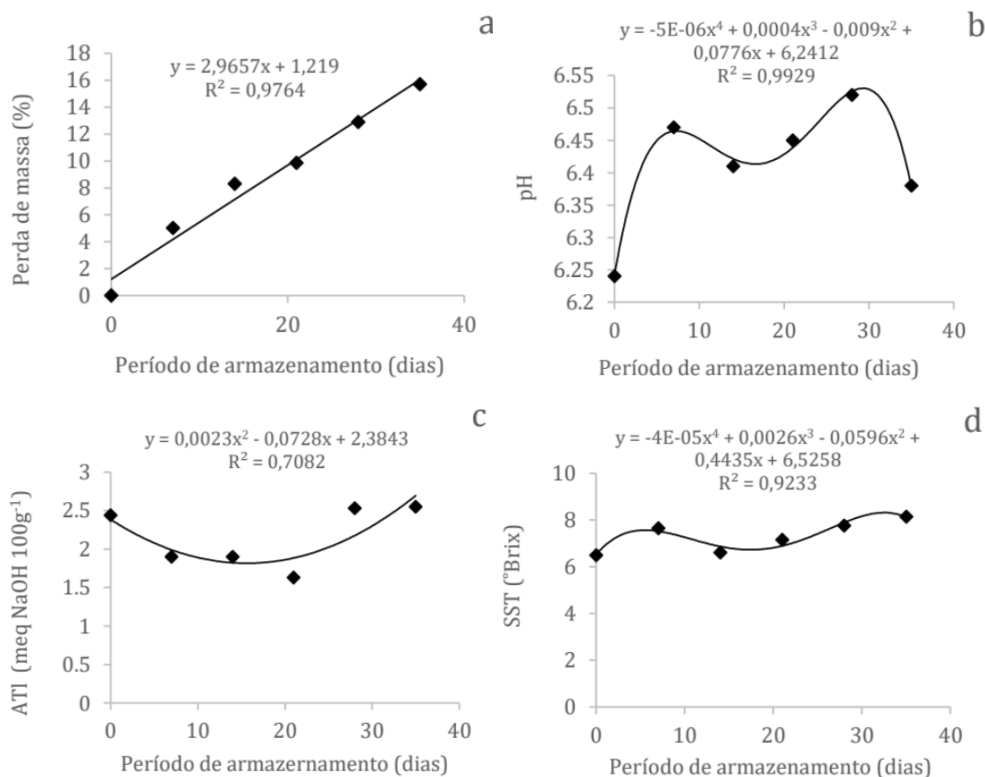 a
y = 2,9657x + 1,219
R² = 0,9764
Perda de massa (%)
18
16
14
12
10
8
6
4
2
0
0 20 40
Período de armazenamento (dias)
b
y = -5E-06x⁴ + 0,0004x³ - 0,009x² +
0,0776x + 6,2412
R² = 0,9929
pH
6.55
6.5
6.45
6.4
6.35
6.3
6.25
6.2
0 10 20 30 40
Período de armazenamento (dias)
c
y = 0,0023x² - 0,0728x + 2,3843
R² = 0,7082
ATl (meq NaOH 100g⁻¹)
3
2.5
2
1.5
1
0.5
0
0 10 20 30 40
Período de armazernamento (dias)
d
y = -4E-05x⁴ + 0,0026x³ - 0,0596x² +
0,4435x + 6,5258
R² = 0,9233
SST (°Brix)
10
8
6
4
2
0
0 10 20 30 40
Período de armazenamento (dias)